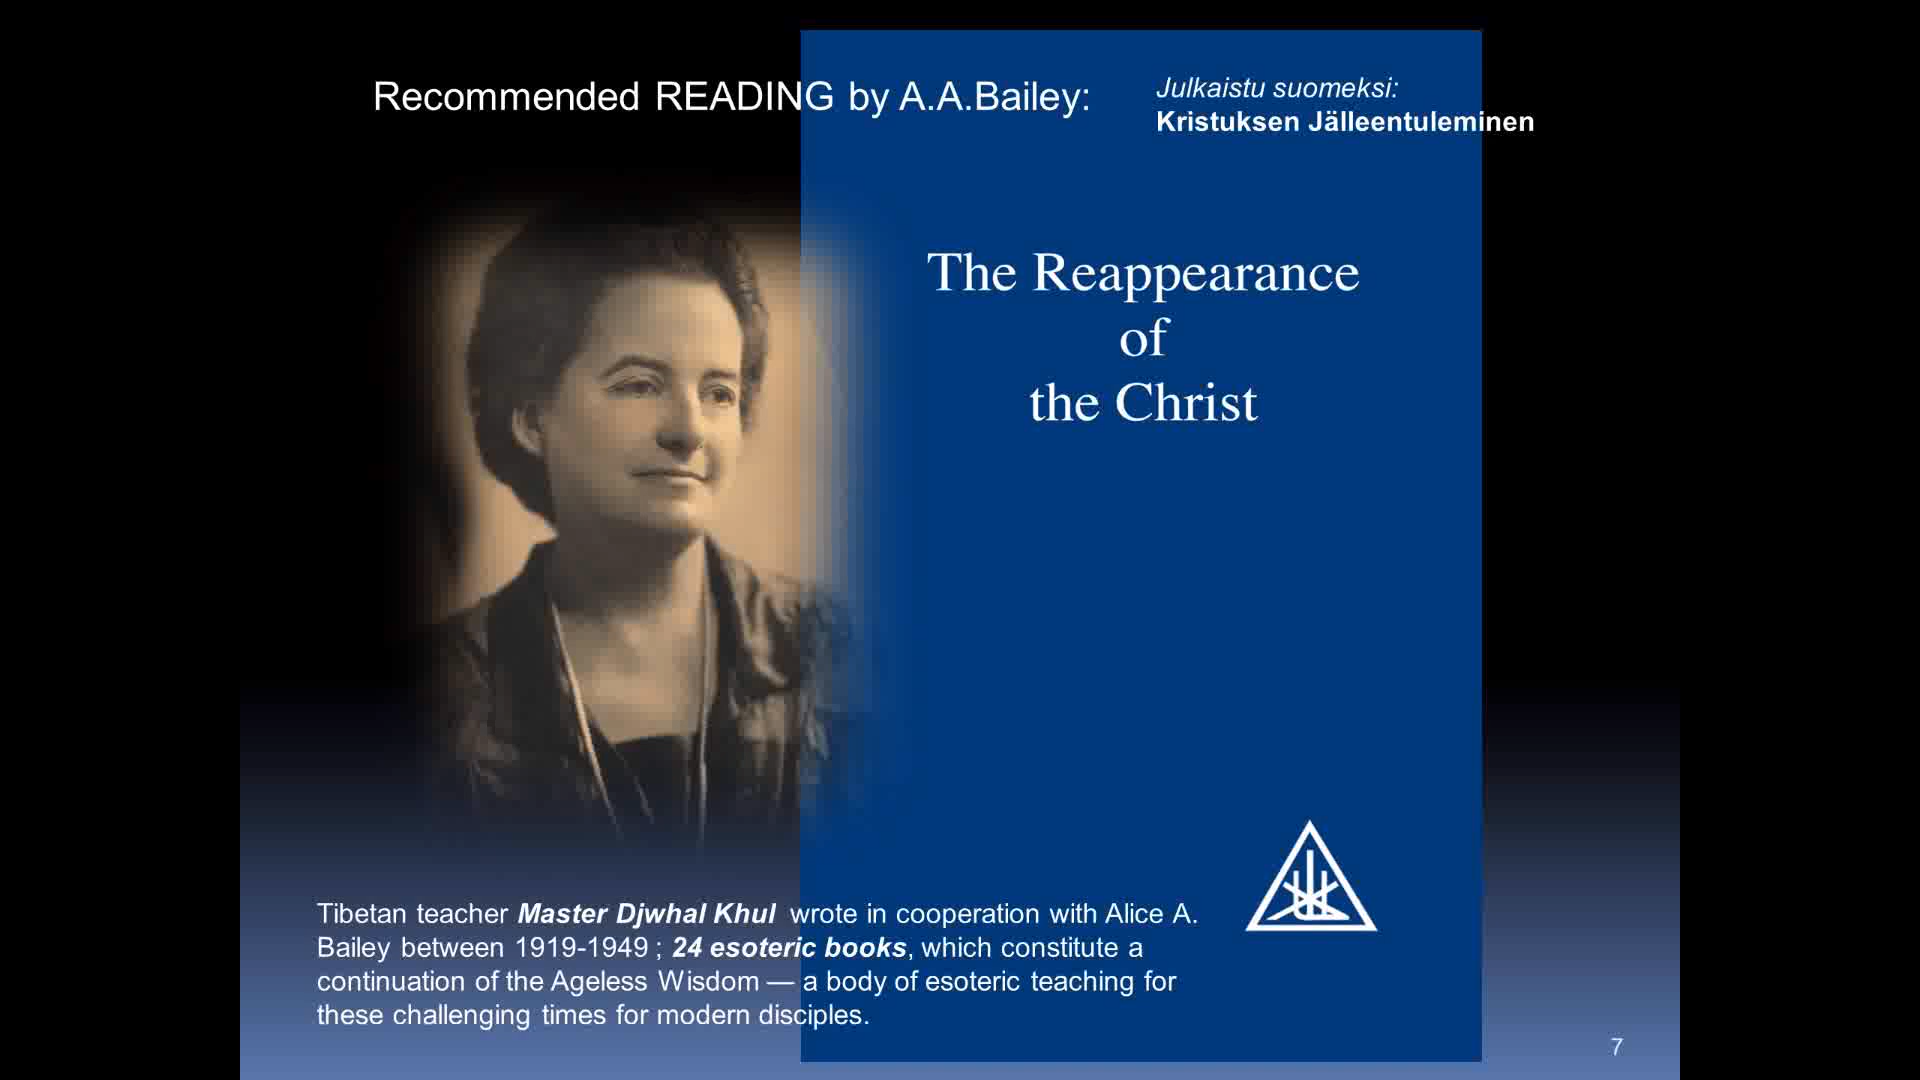 Recommended READING by A.A.Bailey:
Julkaistu suomeksi:
Kristuksen Jälleentuleminen
The Reappearance
of
the Christ
Tibetan teacher Master Djwhal Khul wrote in cooperation with Alice A.
Bailey between 1919-1949 ; 24 esoteric books, which constitute a
continuation of the Ageless Wisdom — a body of esoteric teaching for
these challenging times for modern disciples.
7